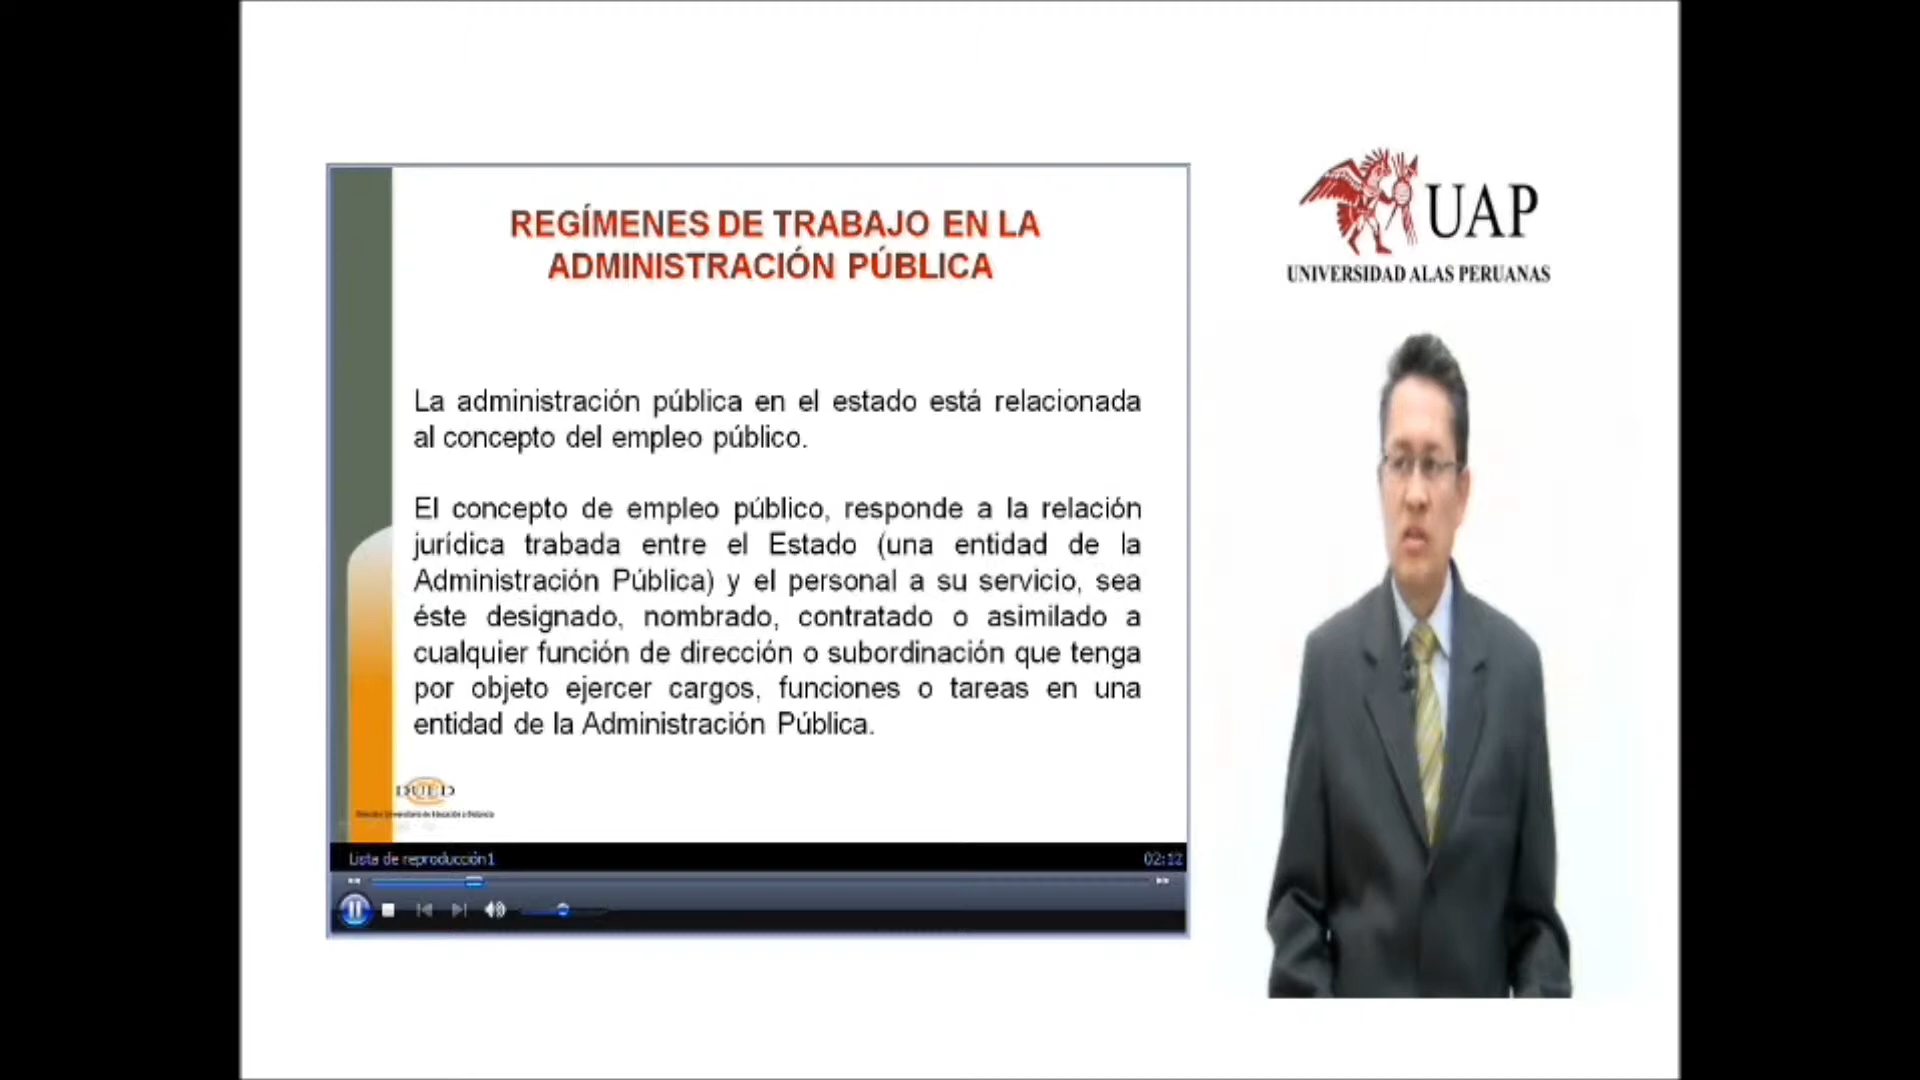 REGÍMENES DE TRABAJO EN LA
ADMINISTRACIÓN PÚBLICA
La administración pública en el estado está relacionada
al concepto del empleo público.
El concepto de empleo público, responde a la relación
jurídica trabada entre el Estado (una entidad de la
Administración Pública) y el personal a su servicio, sea
éste designado, nombrado, contratado o asimilado a
cualquier función de dirección o subordinación que tenga
por objeto ejercer cargos, funciones o tareas en una
entidad de la Administración Pública.
DUED
Lista de reproducción1
02:12
UAP
UNIVERSIDAD ALAS PERUANAS